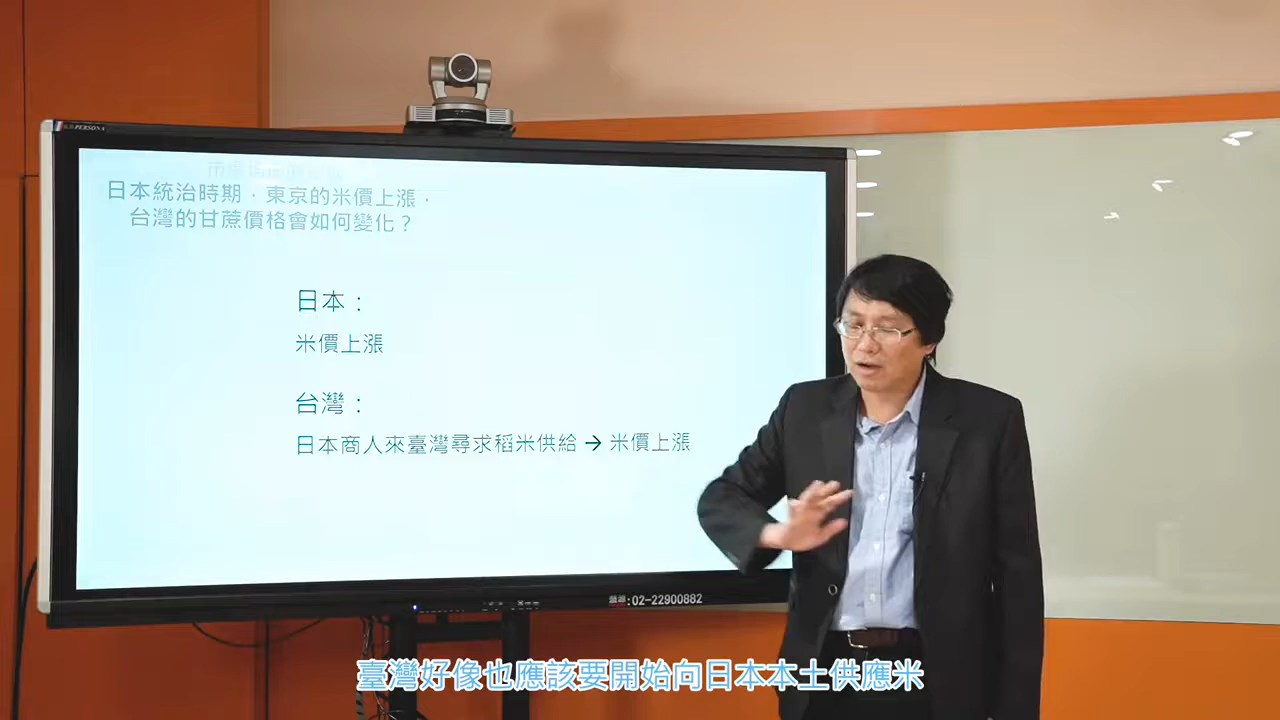 PERSONA
日本統治時期，東京的米價上漲，
台灣的甘蔗價格會如何變化？
日本：
米價上漲
台灣：
日本商人來臺灣尋求稻米供給 → 米價上漲
:02-22900882
臺灣好像也應該要開始向日本本土供應米